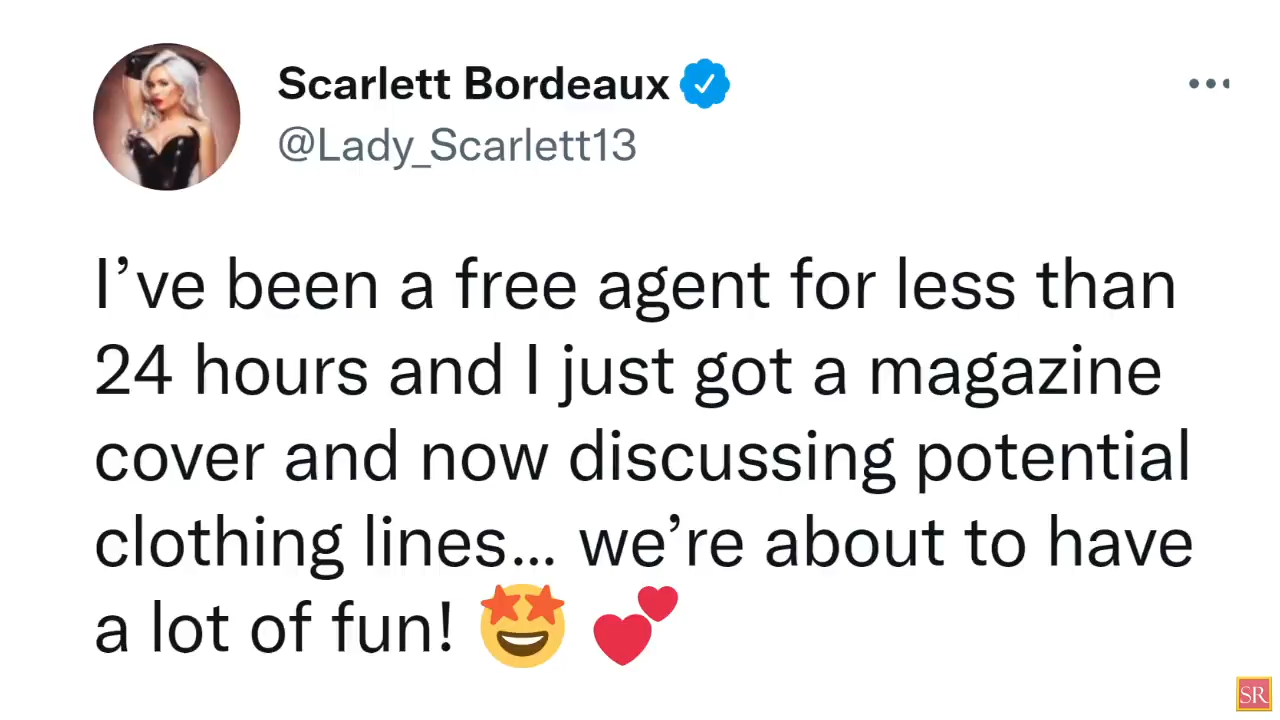 Scarlett Bordeaux
@Lady_Scarlett13
I’ve been a free agent for less than
24 hours and I just got a magazine
cover and now discussing potential
clothing lines... we’re about to have
a lot of fun! 🤩 💕
SR